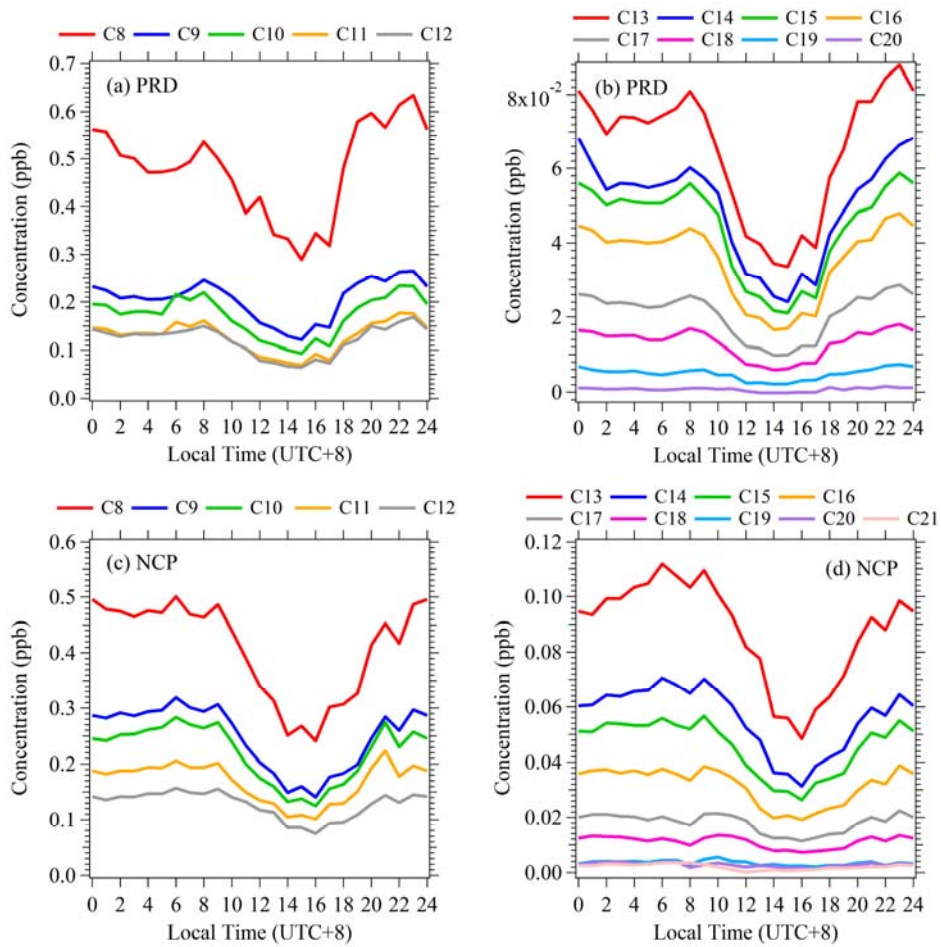 C8 C9 C10 C11 C12
(a) PRD
Concentration (ppb)
0.7
0.6
0.5
0.4
0.3
0.2
0.1
0.0
0 2 4 6 8 10 12 14 16 18 20 22 24
Local Time (UTC+8)
C13 C14 C15 C16
C17 C18 C19 C20
(b) PRD
Concentration (ppb)
8x10-2
6
4
2
0
0 2 4 6 8 10 12 14 16 18 20 22 24
Local Time (UTC+8)
C8 C9 C10 C11 C12
(c) NCP
Concentration (ppb)
0.6
0.5
0.4
0.3
0.2
0.1
0.0
0 2 4 6 8 10 12 14 16 18 20 22 24
Local Time (UTC+8)
C13 C14 C15 C16
C17 C18 C19 C20 C21
(d) NCP
Concentration (ppb)
0.12
0.10
0.08
0.06
0.04
0.02
0.00
0 2 4 6 8 10 12 14 16 18 20 22 24
Local Time (UTC+8)